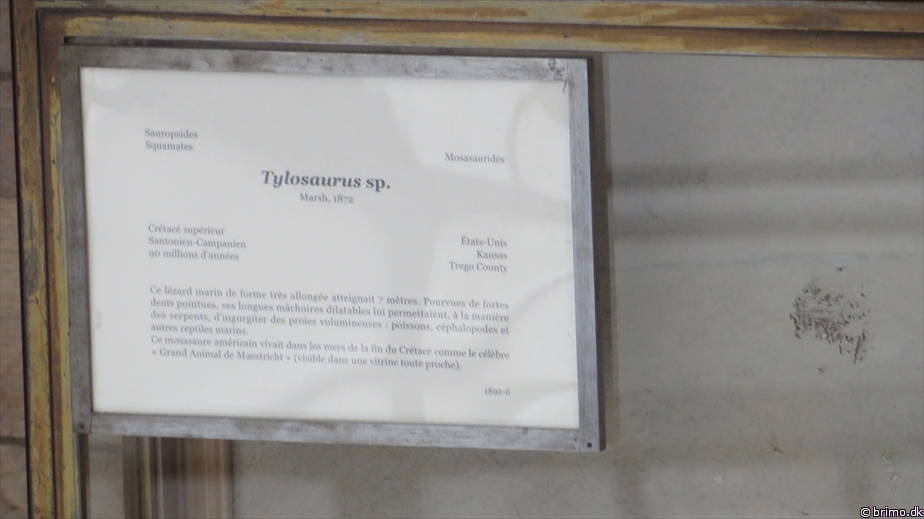 Sauropsides
Squamates
Mosasauridés
Tylosaurus sp.
Marsh, 1872
Crétacé supérieur
Santonien-Campanien
90 millions d'années
États-Unis
Kansas
Trego County
Ce lézard marin de forme très allongée atteignait 7 mètres. Pourvues de fortes
dents pointues, ses longues mâchoires dilatables lui permettaient, à la manière
des serpents, d'ingurgiter des proies volumineuses : poissons, céphalopodes et
autres reptiles marins.
Ce mosasaure américain vivait dans les mers de la fin du Crétacé comme le célèbre
« Grand Animal de Maestricht » (visible dans une vitrine toute proche).
1892-6
© brimo.dk